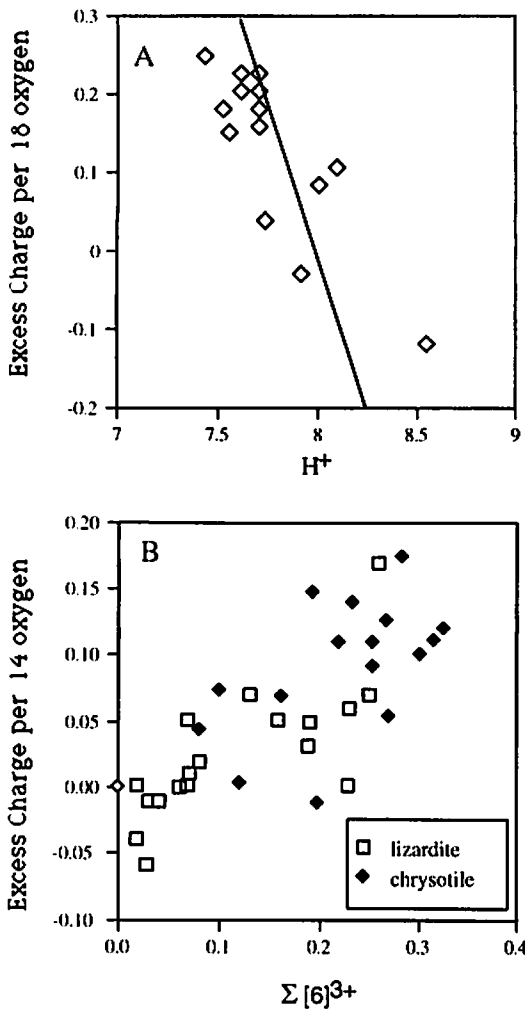 A
Excess Charge per 18 oxygen
0.3
0.2
0.1
0
-0.1
-0.2
7
7.5
8
8.5
9
H+
B
Excess Charge per 14 oxygen
0.20
0.15
0.10
0.05
0.00
-0.05
-0.10
0.0
0.1
0.2
0.3
0.4
lizardite
chrysotile
Σ [6]3+